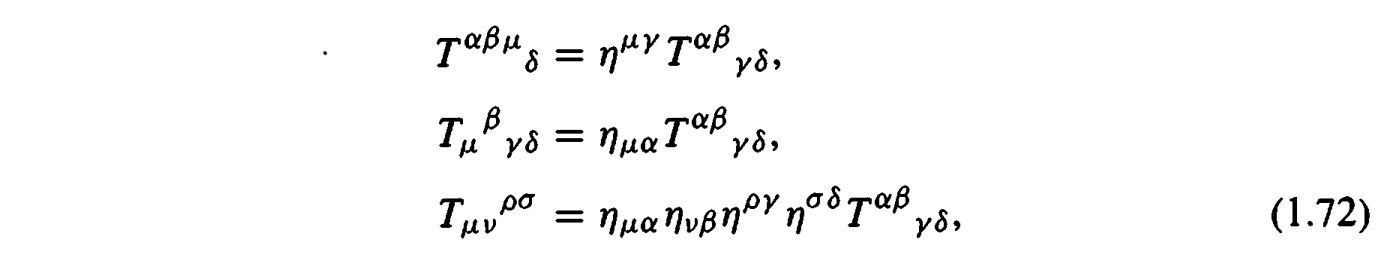 T^{αβμ}{}_δ = η^{μγ} T^{αβ}{}_{γδ},
T_μ{}^β{}_{γδ} = η_{μα} T^{αβ}{}_{γδ},
T_{μν}{}^{ρσ} = η_{μα} η_{νβ} η^{ργ} η^{σδ} T^{αβ}{}_{γδ}, (1.72)